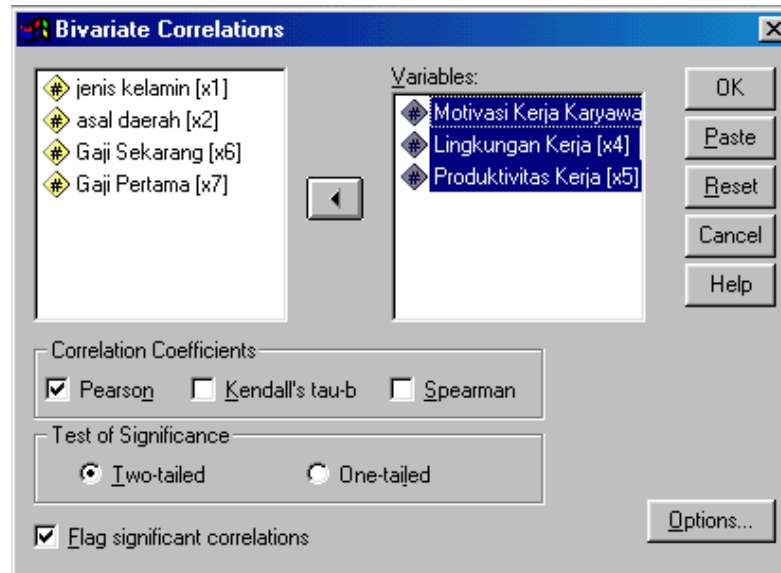 Bivariate Correlations
jenis kelamin [x1]
asal daerah [x2]
Gaji Sekarang [x6]
Gaji Pertama [x7]
Variables:
Motivasi Kerja Karyawa
Lingkungan Kerja [x4]
Produktivitas Kerja [x5]
OK
Paste
Reset
Cancel
Help
Correlation Coefficients
Pearson Kendall's tau-b Spearman
Test of Significance
Two-tailed One-tailed
Flag significant correlations
Options...